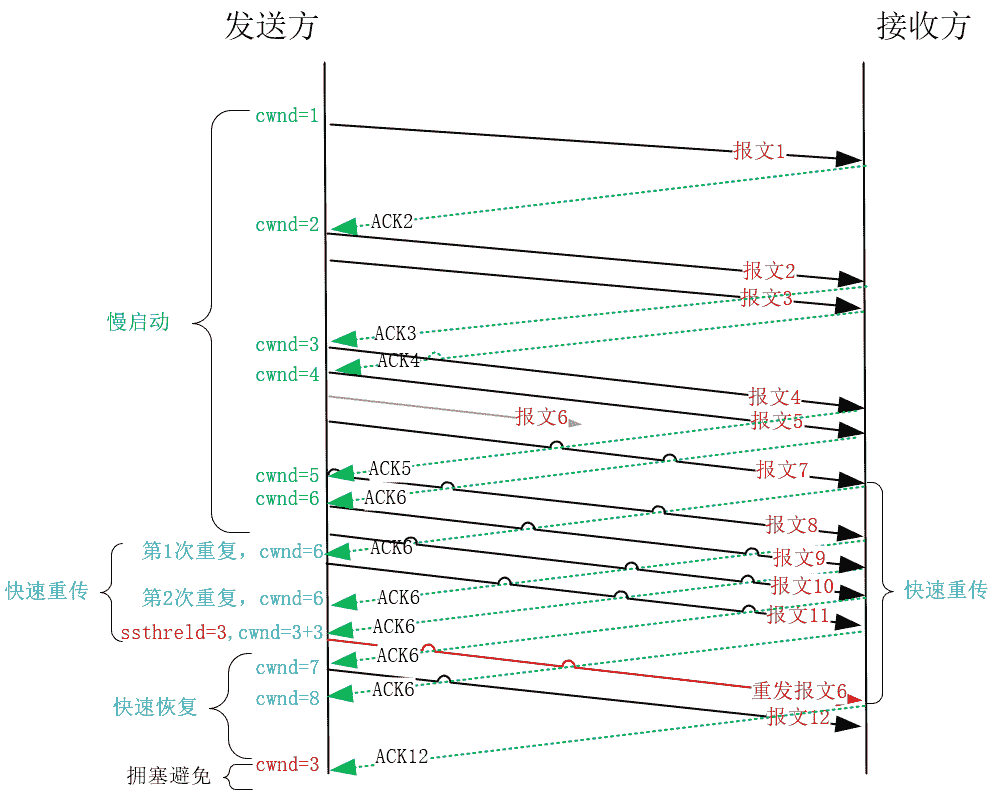 发送方
接收方
cwnd=1
报文1
ACK2
cwnd=2
报文2
报文3
慢启动
ACK3
cwnd=3
ACK4
cwnd=4
报文4
报文6
报文5
ACK5
报文7
cwnd=5
ACK6
cwnd=6
报文8
第1次重复，cwnd=6
ACK6
报文9
快速重传
报文10
快速重传
第2次重复，cwnd=6
ACK6
报文11
ssthreld=3,cwnd=3+3
ACK6
cwnd=7
ACK6
cwnd=8
ACK6
重发报文6
快速恢复
报文12
ACK12
cwnd=3
拥塞避免